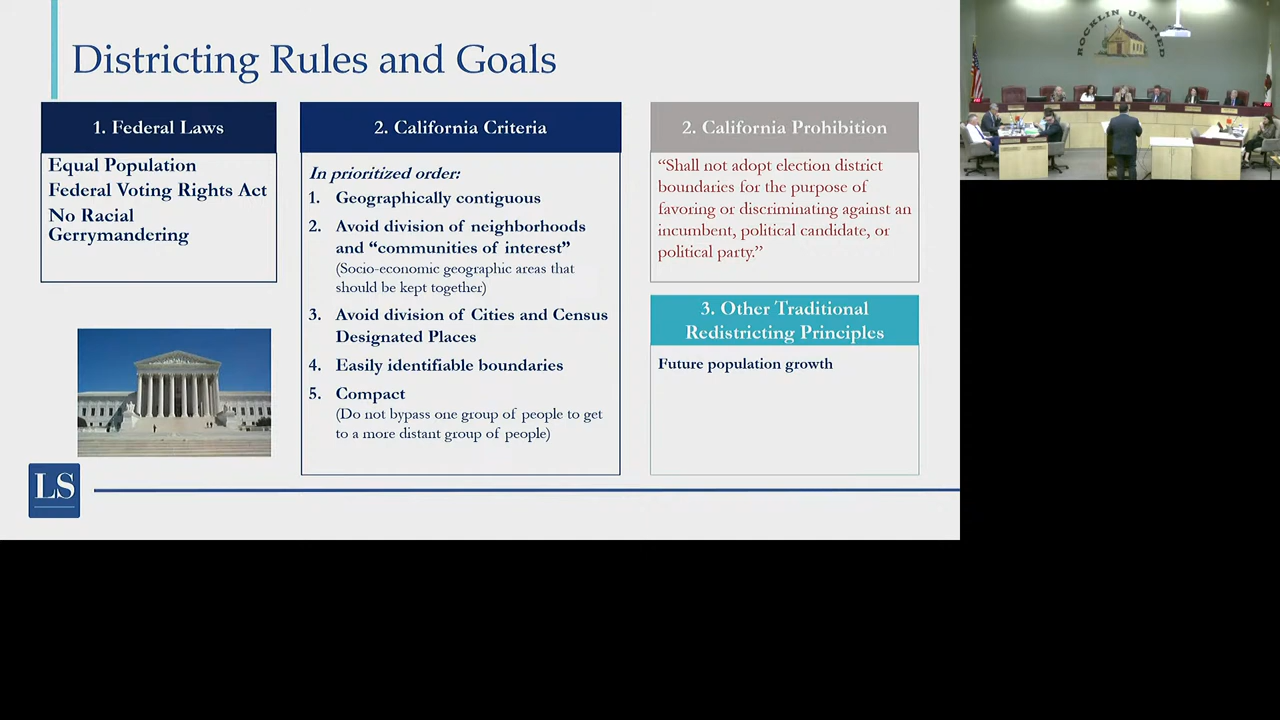 Districting Rules and Goals
1. Federal Laws
Equal Population
Federal Voting Rights Act
No Racial
Gerrymandering
2. California Criteria
In prioritized order:
1. Geographically contiguous
2. Avoid division of neighborhoods
and “communities of interest”
(Socio-economic geographic areas that
should be kept together)
3. Avoid division of Cities and Census
Designated Places
4. Easily identifiable boundaries
5. Compact
(Do not bypass one group of people to get
to a more distant group of people)
2. California Prohibition
“Shall not adopt election district
boundaries for the purpose of
favoring or discriminating against an
incumbent, political candidate, or
political party.”
3. Other Traditional
Redistricting Principles
Future population growth
LS
ROCKLIN UNIFIED